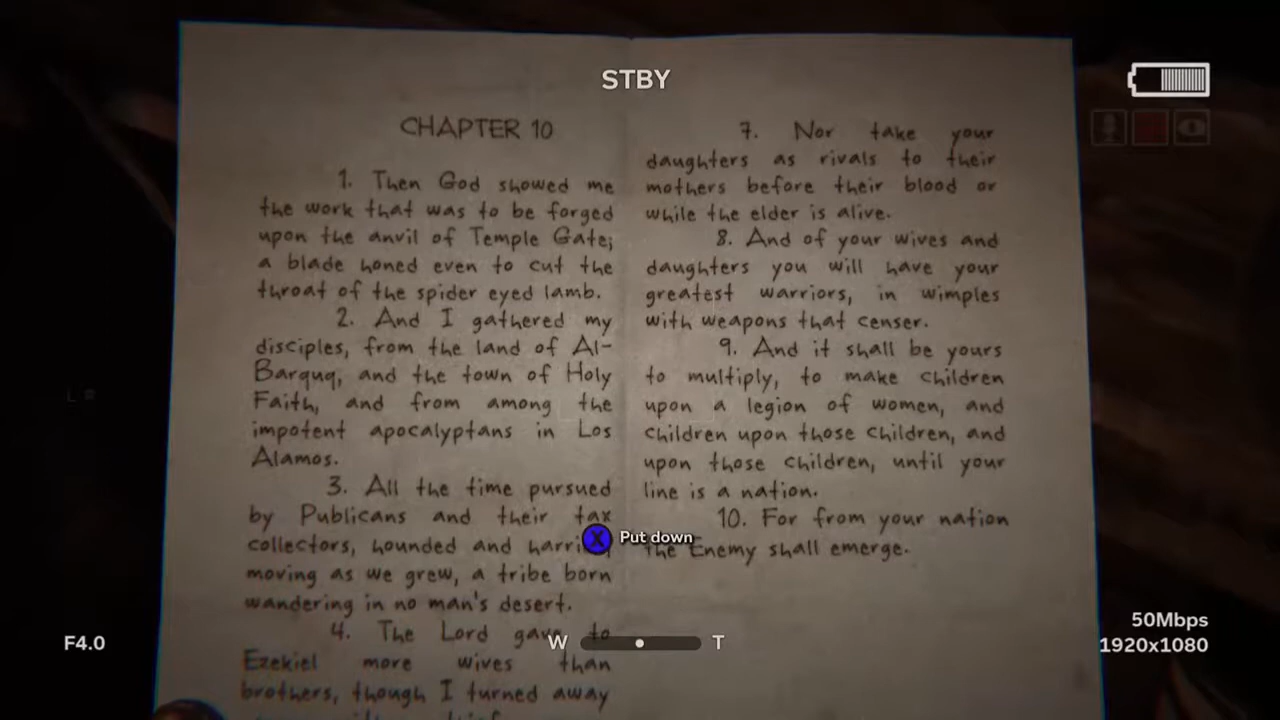 STBY
CHAPTER 10
1. Then God showed me
the work that was to be forged
upon the anvil of Temple Gate;
a blade honed even to cut the
throat of the spider eyed lamb.
2. And I gathered my
disciples, from the land of Al-
Barquq, and the town of Holy
Faith, and from among the
impotent apocalyptans in Los
Alamos.
3. All the time pursued
by Publicans and their tax
collectors, hounded and
moving as we grew, a tribe born
wandering in no man's desert.
4. The Lord gave to
Ezekiel more wives than
brothers, though I turned away
7. Nor take your
daughters as rivals to their
mothers before their blood or
while the elder is alive.
8. And of your wives and
daughters you will have your
greatest warriors, in wimples
with weapons that censer.
9. And it shall be yours
to multiply, to make children
upon a legion of women, and
children upon those children, and
upon those children, until your
line is a nation.
10. For from your nation
the Enemy shall emerge.
X Put down
F4.0
W T
50Mbps
1920x1080